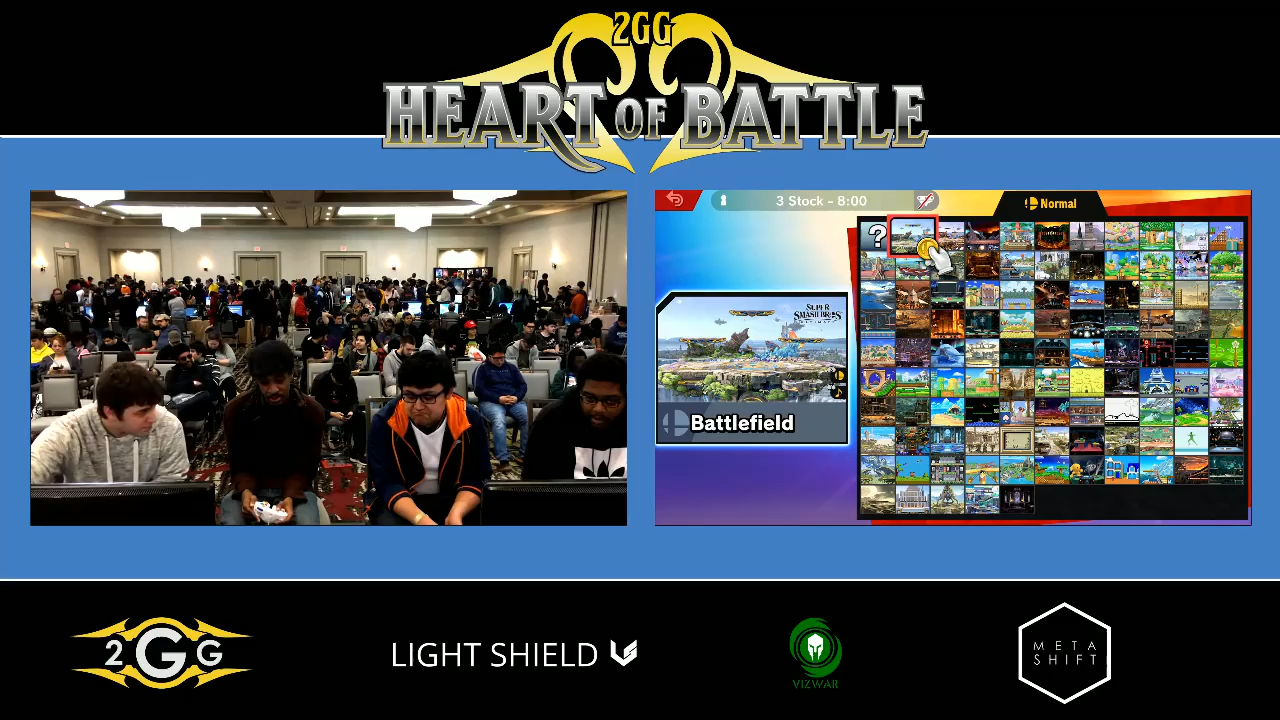 2GG
HEART OF BATTLE
3 Stock - 8:00
Normal
?
SUPER
SMASH BROS.
Battlefield
2GG
LIGHT SHIELD
VIZWAR
META
SHIFT